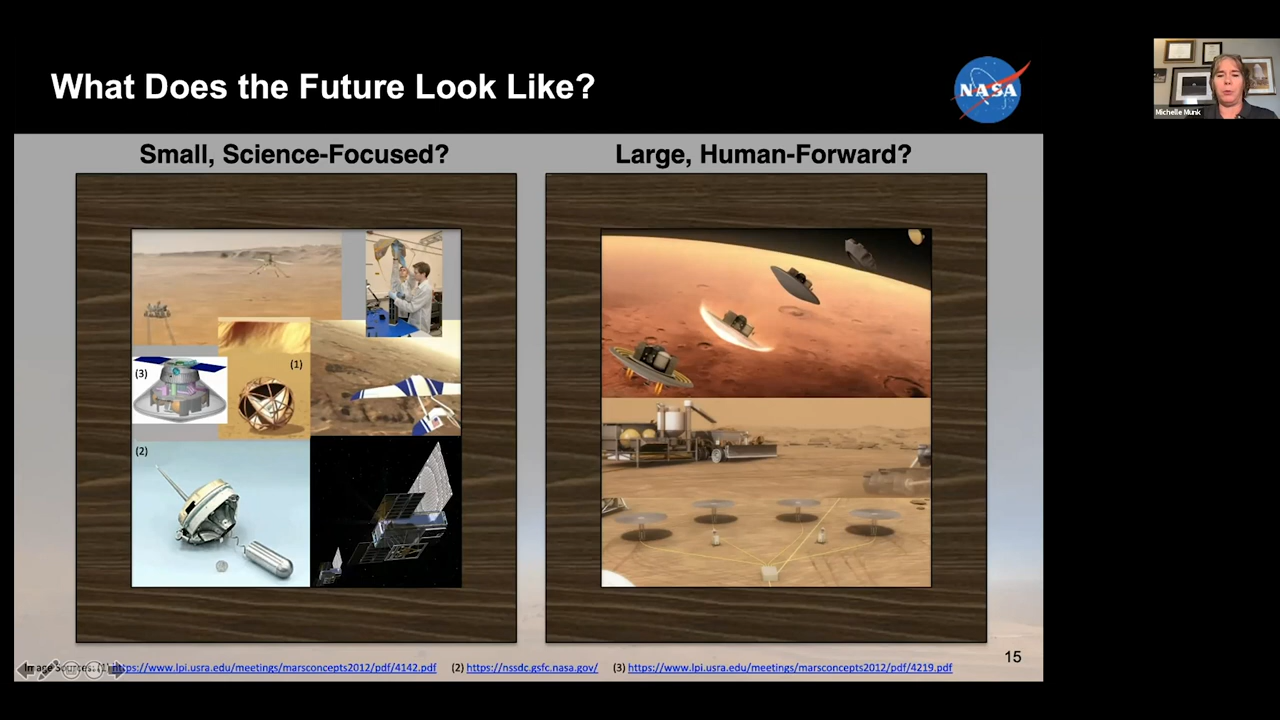 What Does the Future Look Like?
NASA
Michelle Munk
Small, Science-Focused?
Large, Human-Forward?
(1)
(3)
(2)
Image Sources: (1) https://www.lpi.usra.edu/meetings/marsconcepts2012/pdf/4142.pdf (2) https://nssdc.gsfc.nasa.gov/ (3) https://www.lpi.usra.edu/meetings/marsconcepts2012/pdf/4219.pdf
15